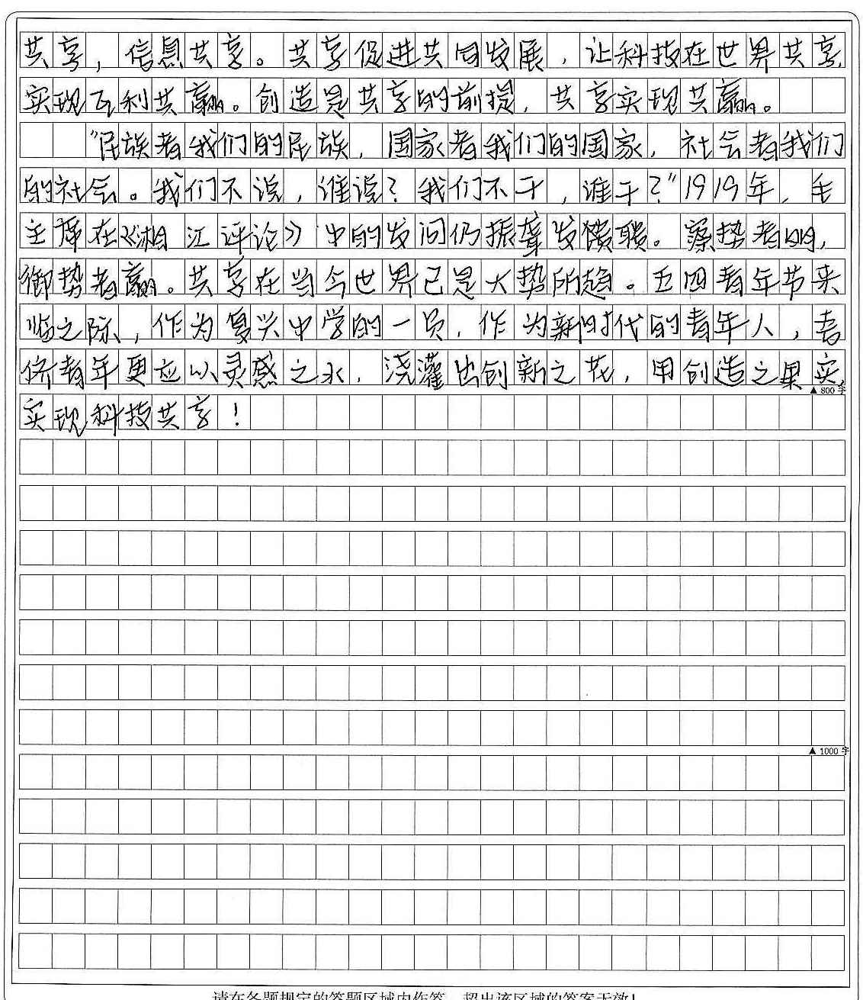 共享，信息共享。共享促进共同发展，让科技在世界共享，
实现互利共赢。创造是共享的前提，共享实现共赢。
“民族者我们的民族，国家者我们的国家，社会者我们
的社会。我们不说，谁说？我们不干，谁干？”1919年，毛
主席在《湘江评论》中的发问仍振聋发馈聩。藻势者明，
御势者赢。共享在当今世界已是大势所趋。五四青年节来
临之际，作为复兴中学的一员，作为新时代的青年人，吾
侪青年更应以灵感之水，浇灌出创新之花，用创造之果实，
▲800字
实现科技共享！
▲1000字
请在各题规定的答题区域内作答，超出该区域的答案无效！